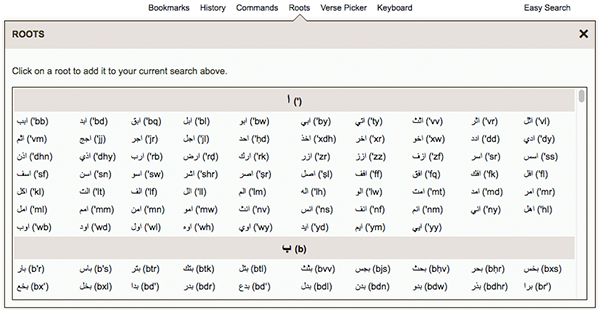 Bookmarks History Commands Roots Verse Picker Keyboard Easy Search
ROOTS ×
Click on a root to add it to your current search above.
ا (')
ابب ('bb) ابد ('bd) ابق ('bq) ابل ('bl) ابو ('bw) ابي ('by) اتي ('ty) اثث ('vv) اثر ('vr) اثل ('vl)
اثم ('vm) اجج ('jj) اجر ('jr) اجل ('jl) احد ('ḥd) اخذ ('xdh) اخر ('xr) اخو ('xw) ادد ('dd) ادي ('dy)
اذن ('dhn) اذي ('dhy) ارب ('rb) ارض ('rḍ) ارك ('rk) ازر ('zr) ازز ('zz) ازف ('zf) اسر ('sr) اسس ('ss)
اسف ('sf) اسن ('sn) اسو ('sw) اشر ('shr) اصر ('ṣr) اصل ('ṣl) افف ('ff) افق ('fq) افك ('fk) افل ('fl)
اكل ('kl) الت ('lt) الف ('lf) الل ('ll) الم ('lm) اله ('lh) الو ('lw) امت ('mt) امد ('md) امر ('mr)
امل ('ml) امم ('mm) امن ('mn) امو ('mw) انث ('nv) انس ('ns) انف ('nf) انم ('nm) اني ('ny) اهل ('hl)
اوب ('wb) اود ('wd) اول ('wl) اوه ('wh) اوي ('wy) ايد ('yd) ايم ('ym) ايي ('yy)
ب (b)
بار (b'r) باس (b's) بتر (btr) بتك (btk) بتل (btl) بثث (bvv) بجس (bjs) بحث (bḥv) بحر (bḥr) بخس (bxs)
بخع (bx') بخل (bxl) بدا (bd') بدر (bdr) بدع (bd') بدل (bdl) بدن (bdn) بدو (bdw) بذر (bdhr) برا (br')